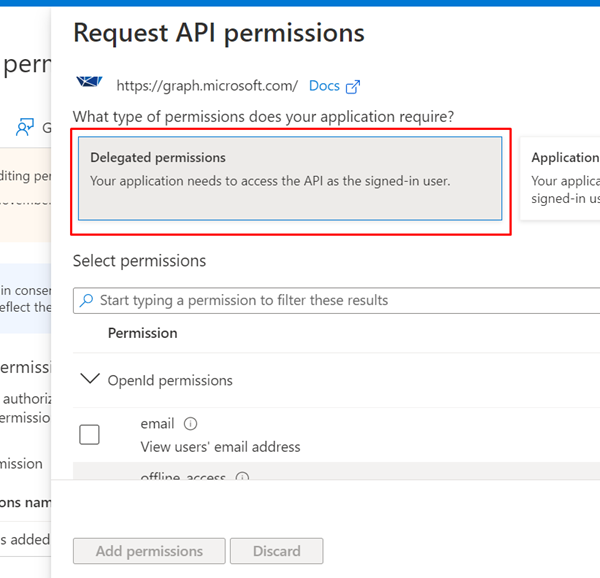 Request API permissions
perm
https://graph.microsoft.com/ Docs
What type of permissions does your application require?
G
Delegated permissions
Your application needs to access the API as the signed-in user.
Application
Your applica
signed-in us
diting per
Select permissions
in conser
eflect the
Start typing a permission to filter these results
Permission
ermissi
OpenId permissions
authoriz
ermissio
email
View users' email address
mission
offline_access
ons nam
s added
Add permissions
Discard